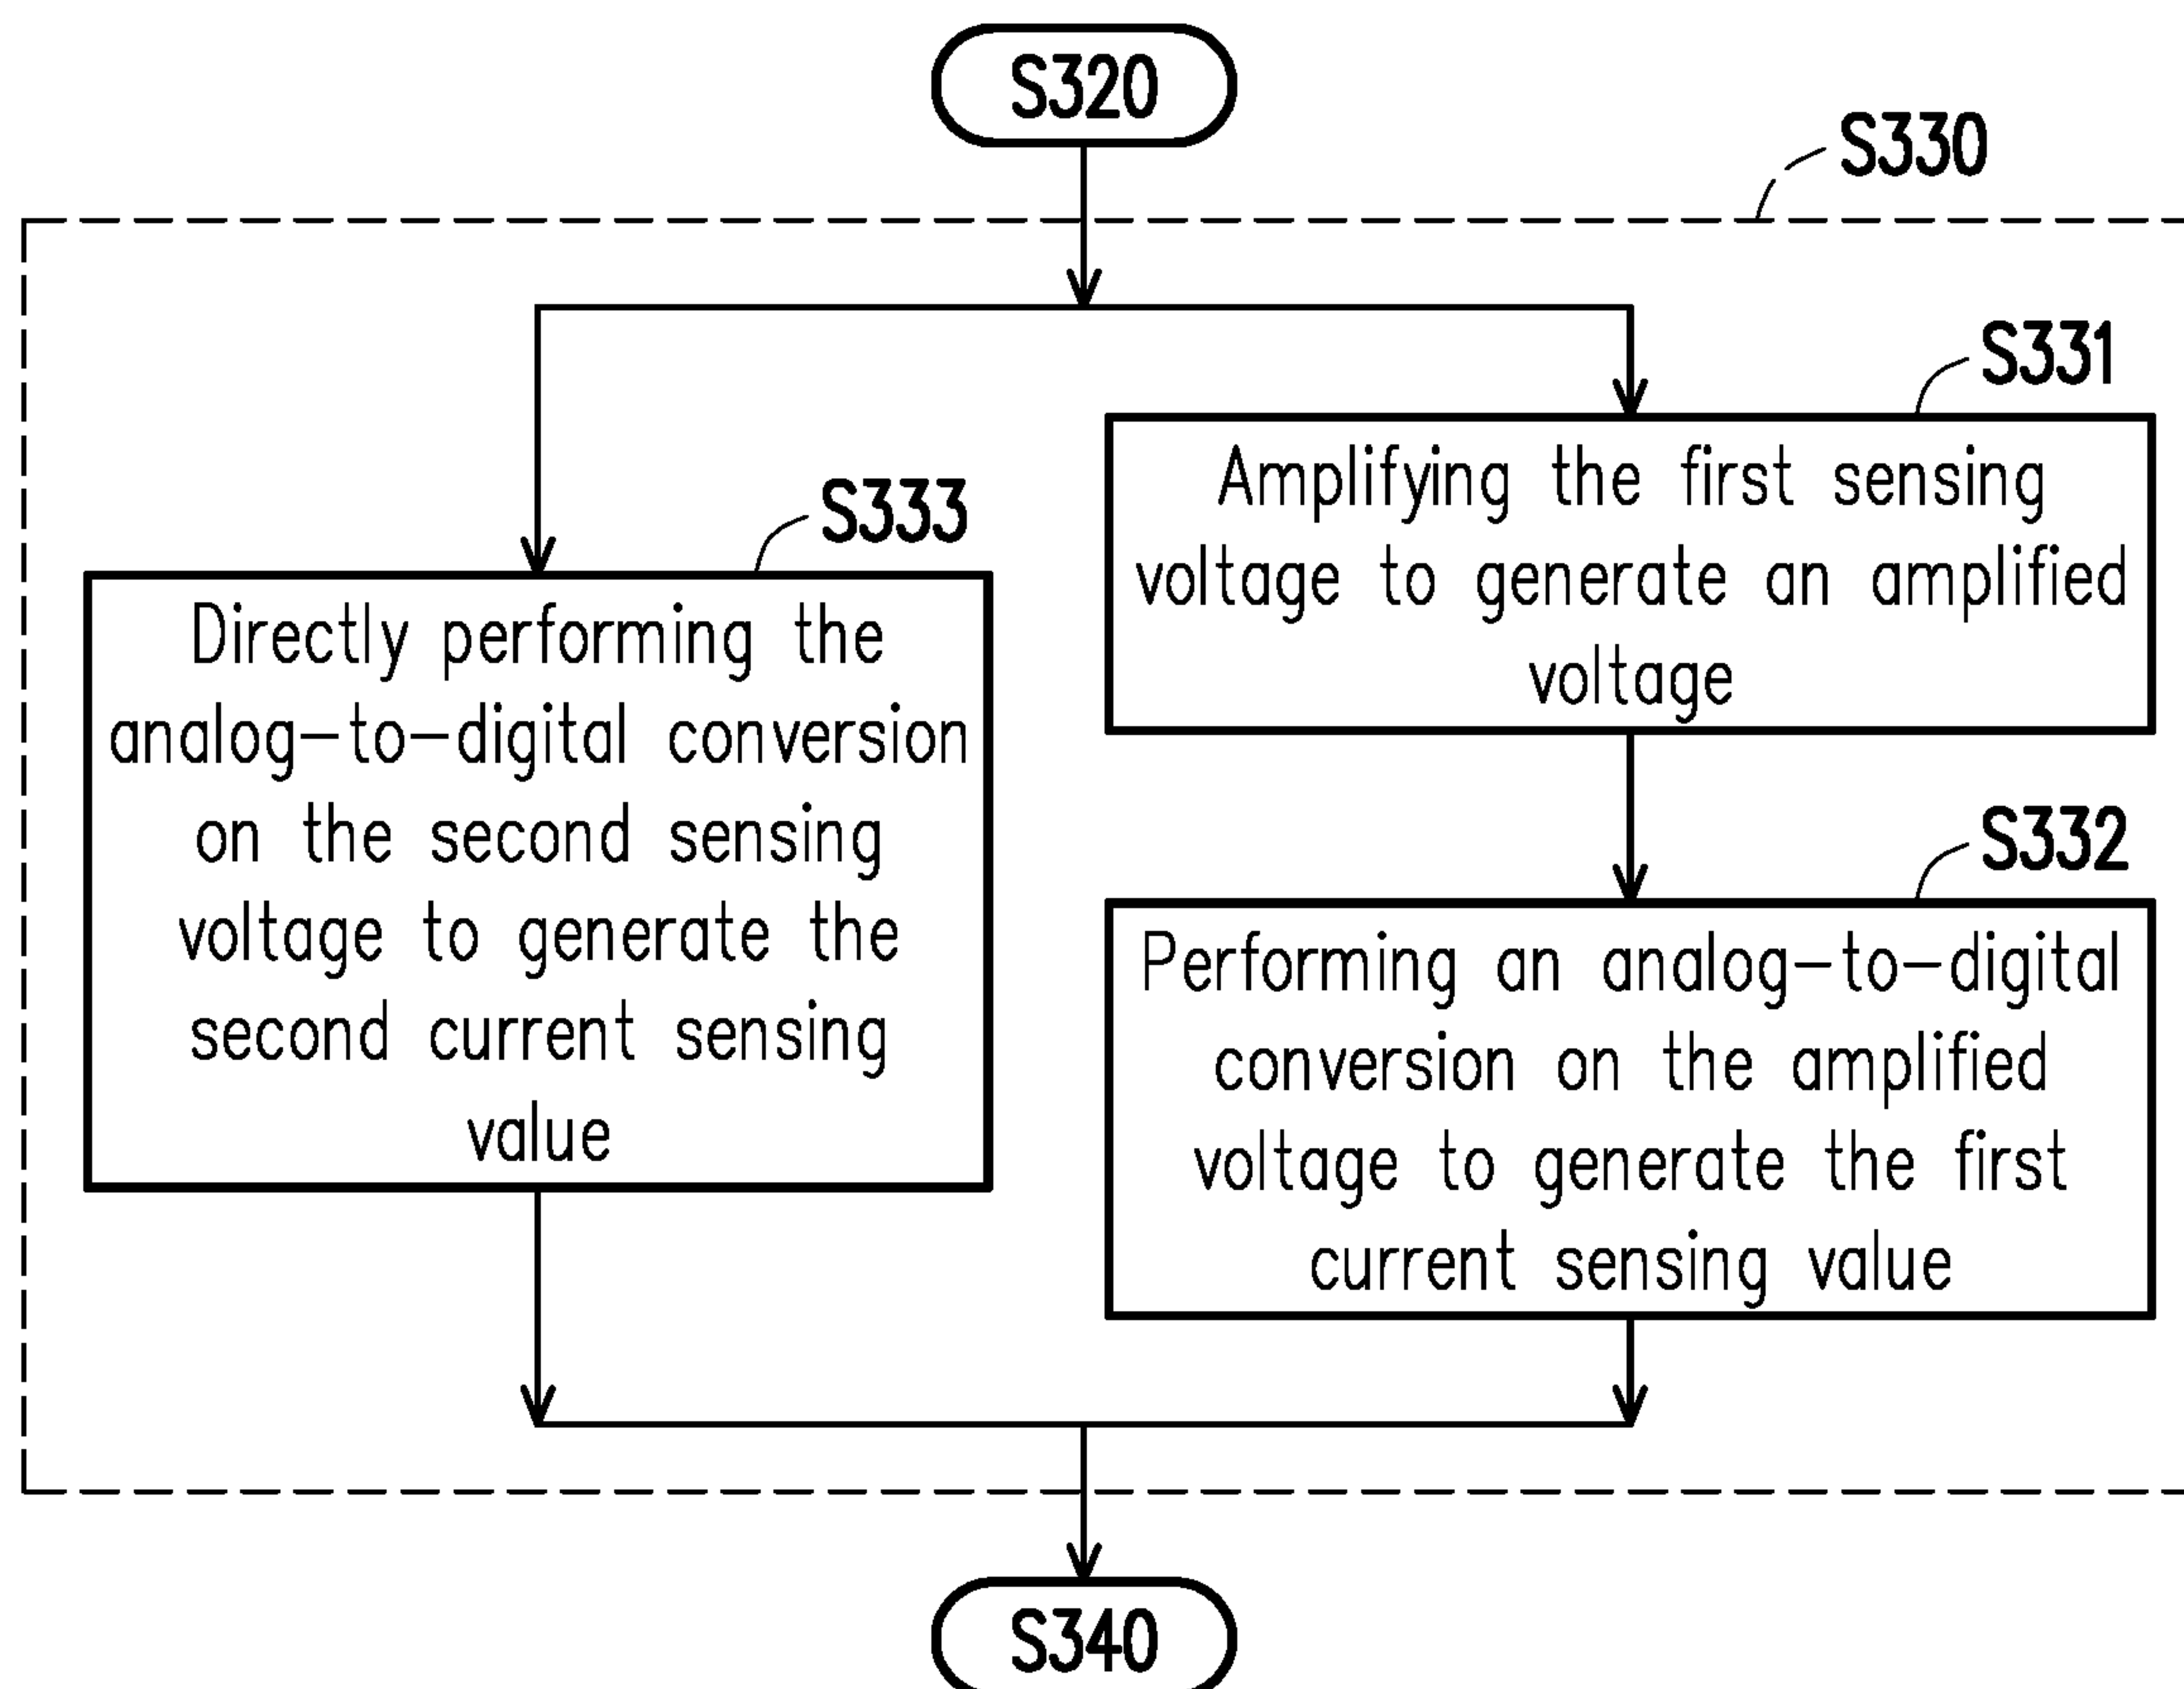 S320
S330
S331
Amplifying the first sensing
voltage to generate an amplified
voltage
S333
Directly performing the
analog-to-digital conversion
on the second sensing
voltage to generate the
second current sensing
value
S332
Performing an analog-to-digital
conversion on the amplified
voltage to generate the first
current sensing value
S340